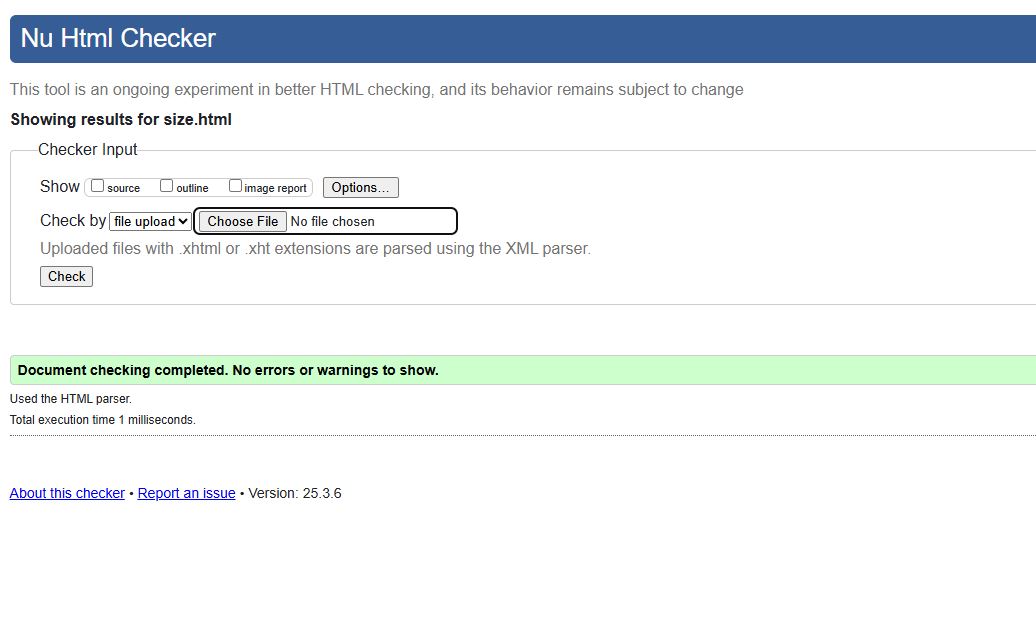 Nu Html Checker
This tool is an ongoing experiment in better HTML checking, and its behavior remains subject to change
Showing results for size.html
Checker Input
Show source outline image report Options...
Check by file upload Choose File No file chosen
Uploaded files with .xhtml or .xht extensions are parsed using the XML parser.
Check
Document checking completed. No errors or warnings to show.
Used the HTML parser.
Total execution time 1 milliseconds.
About this checker • Report an issue • Version: 25.3.6